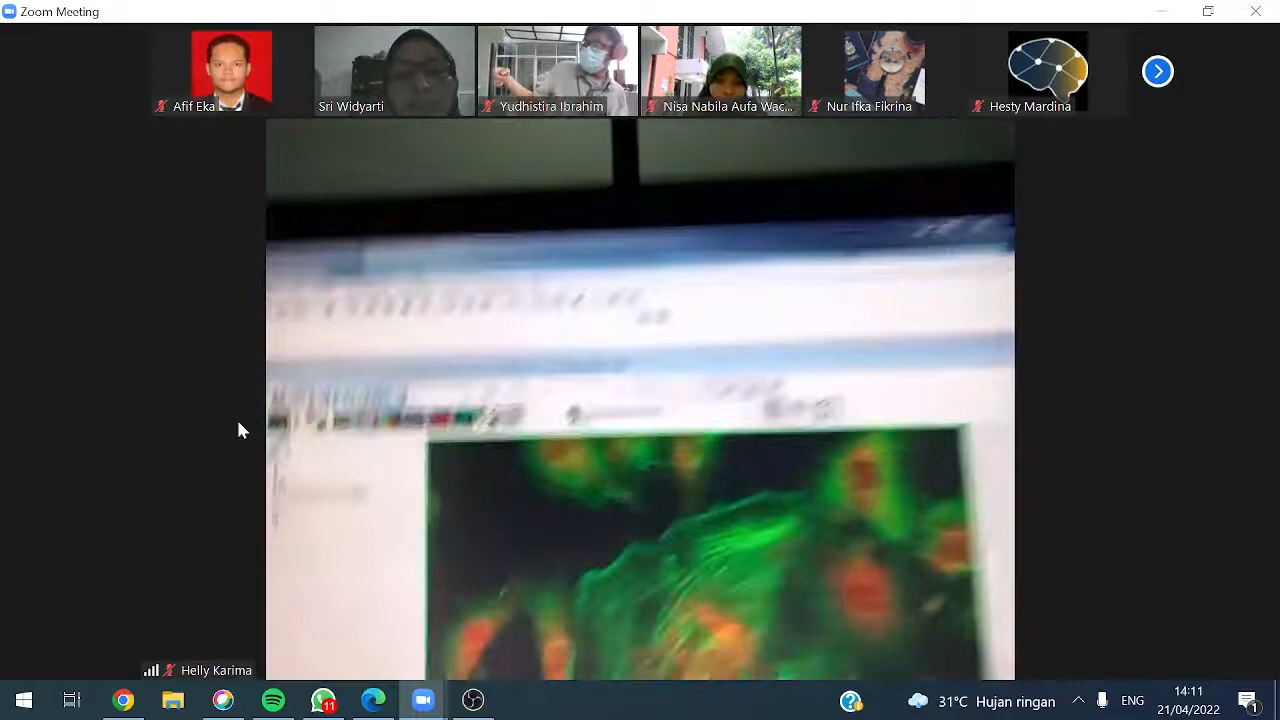 Zoom Meeting
Afif Eka
Sri Widyarti
Yudhistira Ibrahim
Nisa Nabila Aufa Wac...
Nur Ifka Fikrina
Hesty Mardina
Helly Karima
11
31°C Hujan ringan
ENG
14:11
21/04/2022
1